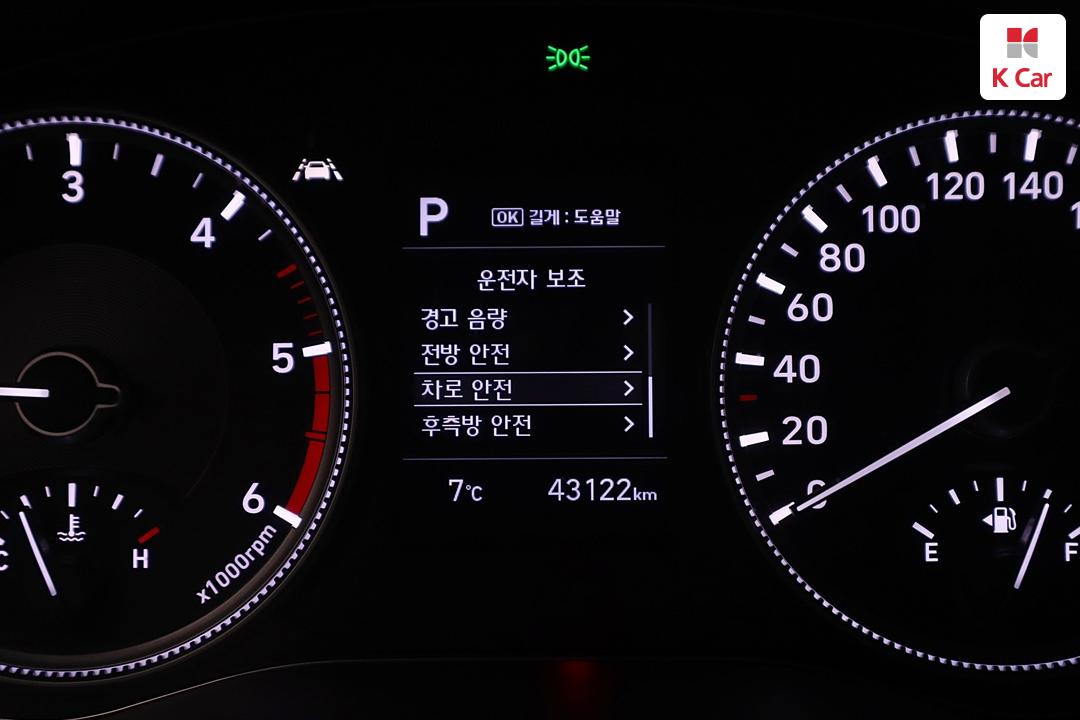 K Car
3
4
5
6
x1000rpm
C
H
P
OK 길게 : 도움말
운전자 보조
경고 음량
전방 안전
차로 안전
후측방 안전
7°C
43122km
0
20
40
60
80
100
120
140
E
F